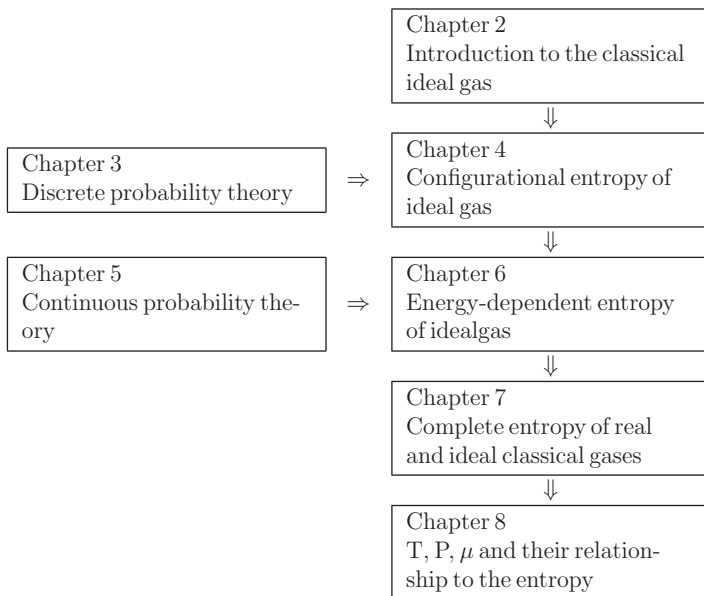 Chapter 2
Introduction to the classical
ideal gas
⇓
Chapter 3
Discrete probability theory
⇒
Chapter 4
Configurational entropy of
ideal gas
⇓
Chapter 5
Continuous probability the-
ory
⇒
Chapter 6
Energy-dependent entropy
of idealgas
⇓
Chapter 7
Complete entropy of real
and ideal classical gases
⇓
Chapter 8
T, P, μ and their relation-
ship to the entropy